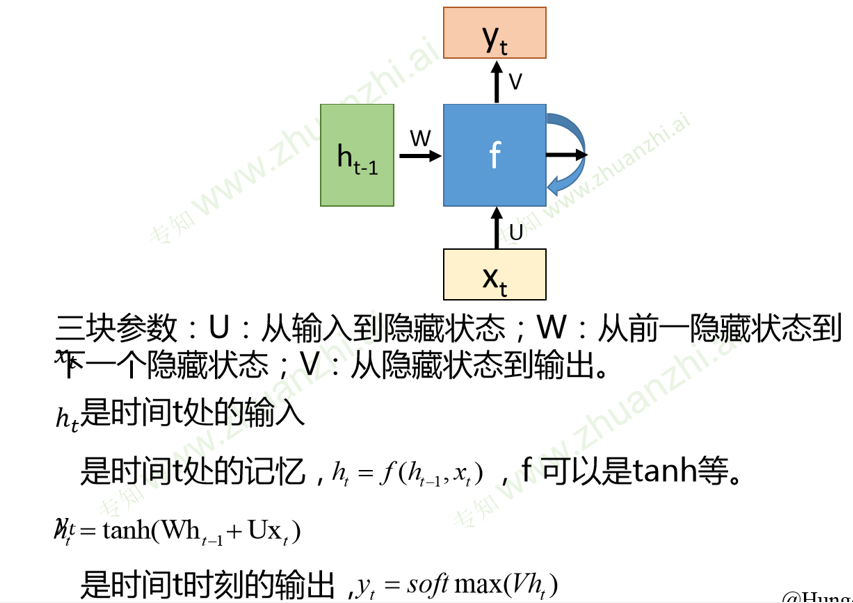 y_t
V
h_{t-1}
W
f
U
x_t
三块参数：U：从输入到隐藏状态；W：从前一隐藏状态到
下一个隐藏状态；V：从隐藏状态到输出。
x_t
h_t是时间t处的输入
是时间t处的记忆，h_t = f(h_{t-1}, x_t)，f 可以是tanh等。
y_t
h_t = tanh(Wh_{t-1} + Ux_t)
是时间t时刻的输出,y_t = softmax(Vh_t)
专知 www.zhuanzhi.ai
专知 www.zhuanzhi.ai
专知 www.zhuanzhi.ai
专知 www.zhuanzhi.ai